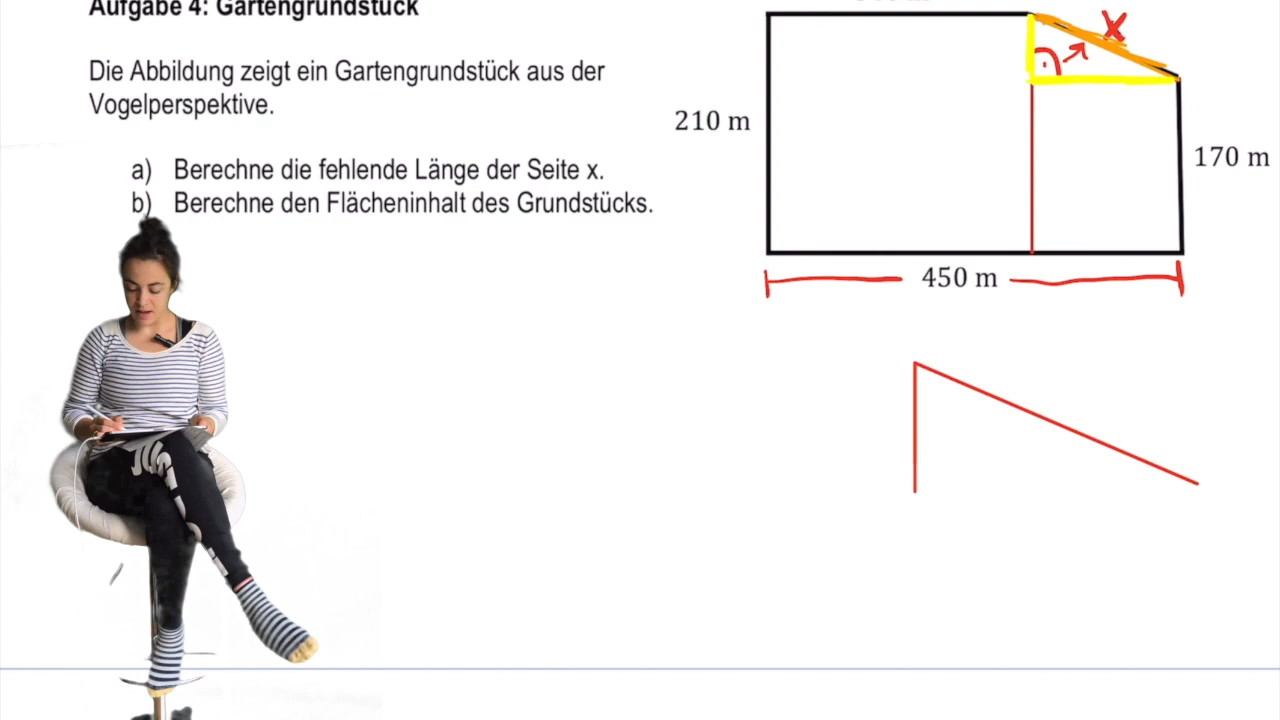 Aufgabe 4: Gartengrundstück
Die Abbildung zeigt ein Gartengrundstück aus der
Vogelperspektive.
a) Berechne die fehlende Länge der Seite x.
b) Berechne den Flächeninhalt des Grundstücks.
x
210 m
170 m
450 m